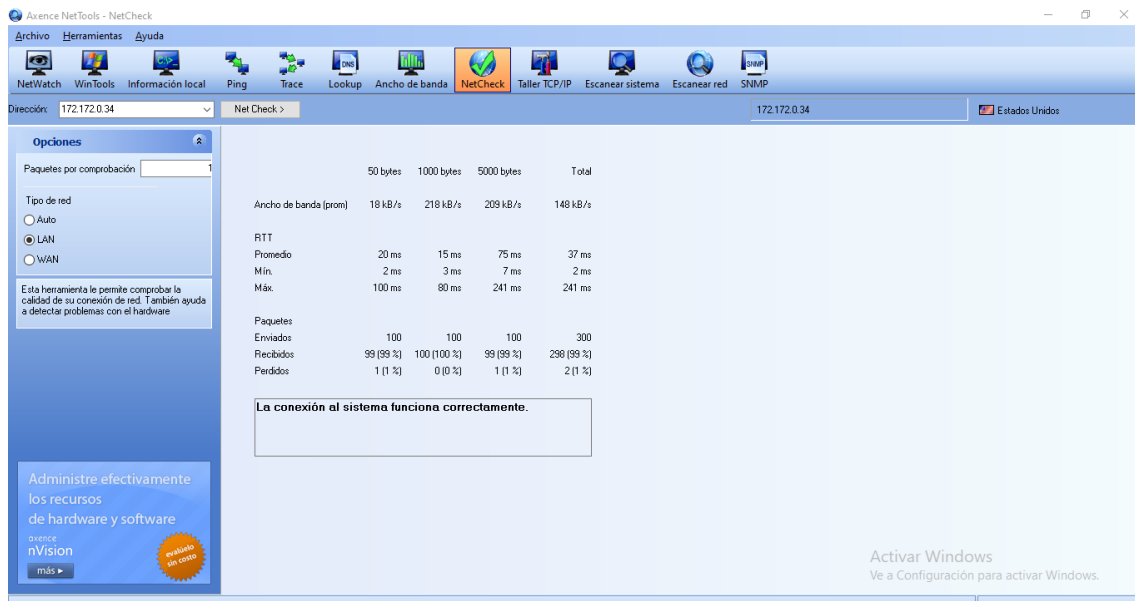 Axence NetTools - NetCheck
Archivo Herramientas Ayuda
NetWatch WinTools Información local Ping Trace Lookup Ancho de banda NetCheck Taller TCP/IP Escanear sistema Escanear red SNMP
Dirección: 172.172.0.34 Net Check > 172.172.0.34 Estados Unidos
Opciones
Paquetes por comprobación
Tipo de red
Auto
LAN
WAN
Esta herramienta le permite comprobar la
calidad de su conexión de red. También ayuda
a detectar problemas con el hardware
50 bytes 1000 bytes 5000 bytes Total
Ancho de banda (prom) 18 kB/s 218 kB/s 209 kB/s 148 kB/s
RTT
Promedio 20 ms 15 ms 75 ms 37 ms
Mín. 2 ms 3 ms 7 ms 2 ms
Máx. 100 ms 80 ms 241 ms 241 ms
Paquetes
Enviados 100 100 100 300
Recibidos 99 (99 %) 100 (100 %) 99 (99 %) 298 (99 %)
Perdidos 1 (1 %) 0 (0 %) 1 (1 %) 2 (1 %)
La conexión al sistema funciona correctamente.
Administre efectivamente
los recursos
de hardware y software
axence
nVision
evalúelo
sin costo
más
Activar Windows
Ve a Configuración para activar Windows.